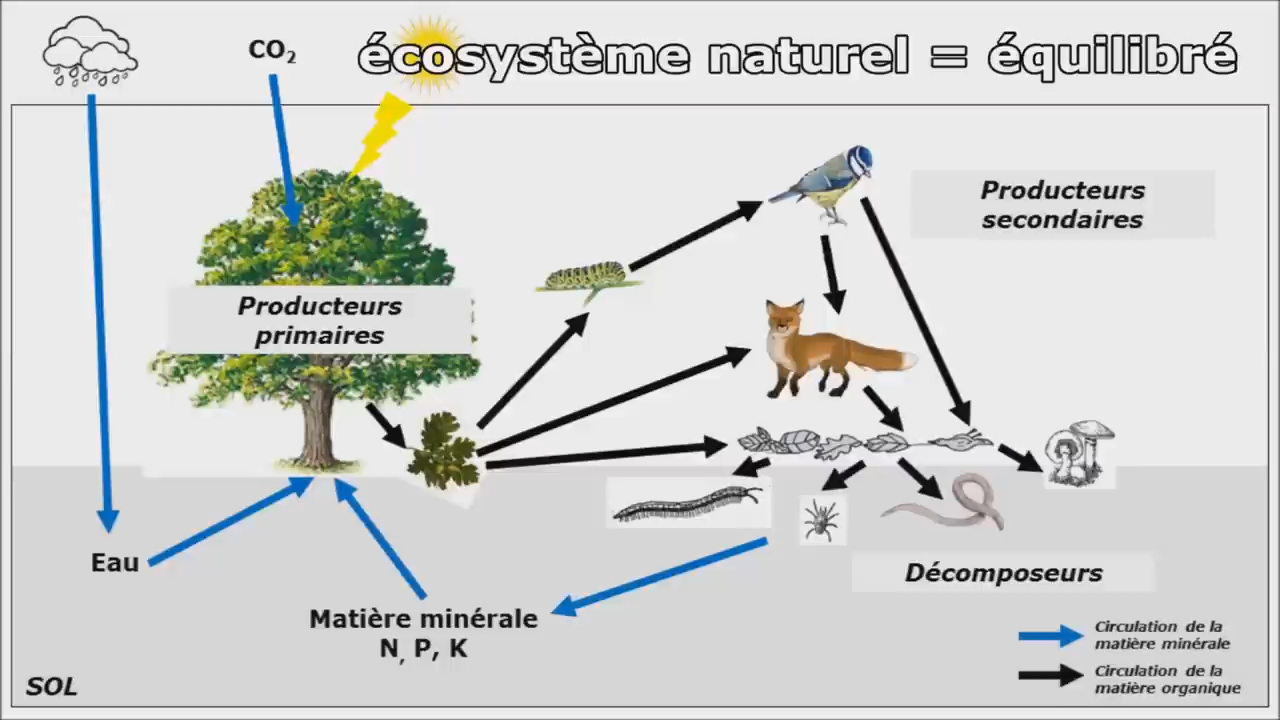 CO₂
écosystème naturel = équilibré
Producteurs
secondaires
Producteurs
primaires
Eau
Décomposeurs
Matière minérale
N, P, K
Circulation de la
matière minérale
Circulation de la
matière organique
SOL